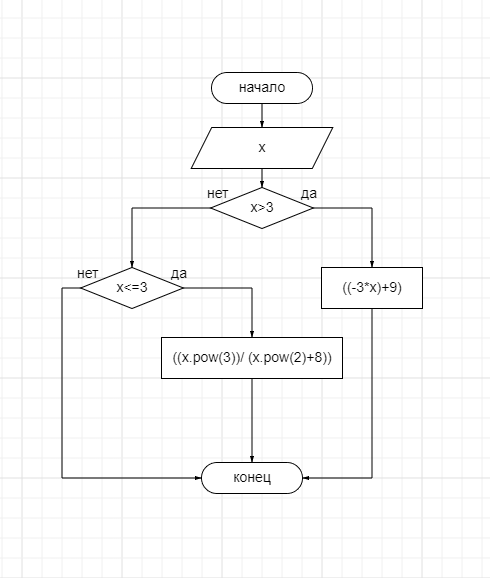 начало
x
нет
да
x>3
нет
да
x<=3
((-3*x)+9)
((x.pow(3))/ (x.pow(2)+8))
конец